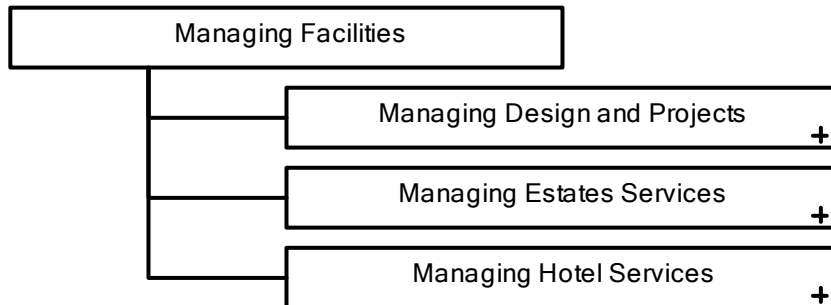 Managing Facilities
Managing Design and Projects
+
Managing Estates Services
+
Managing Hotel Services
+